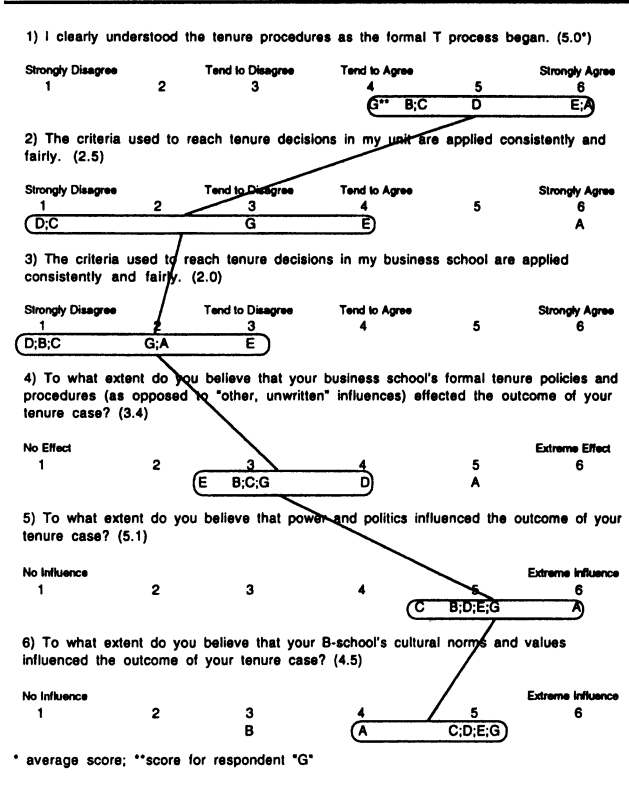 1) I clearly understood the tenure procedures as the formal T process began. (5.0*)
Strongly Disagree Tend to Disagree Tend to Agree Strongly Agree
1 2 3 4 5 6
G** B;C D E;A
2) The criteria used to reach tenure decisions in my unit are applied consistently and
fairly. (2.5)
Strongly Disagree Tend to Disagree Tend to Agree Strongly Agree
1 2 3 4 5 6
D;C G E A
3) The criteria used to reach tenure decisions in my business school are applied
consistently and fairly. (2.0)
Strongly Disagree Tend to Disagree Tend to Agree Strongly Agree
1 2 3 4 5 6
D;B;C G;A E
4) To what extent do you believe that your business school's formal tenure policies and
procedures (as opposed to "other, unwritten" influences) effected the outcome of your
tenure case? (3.4)
No Effect Extreme Effect
1 2 3 4 5 6
E B;C;G D A
5) To what extent do you believe that power and politics influenced the outcome of your
tenure case? (5.1)
No Influence Extreme Influence
1 2 3 4 5 6
C B;D;E;G A
6) To what extent do you believe that your B-school's cultural norms and values
influenced the outcome of your tenure case? (4.5)
No Influence Extreme Influence
1 2 3 4 5 6
B A C;D;E;G
* average score; **score for respondent "G"